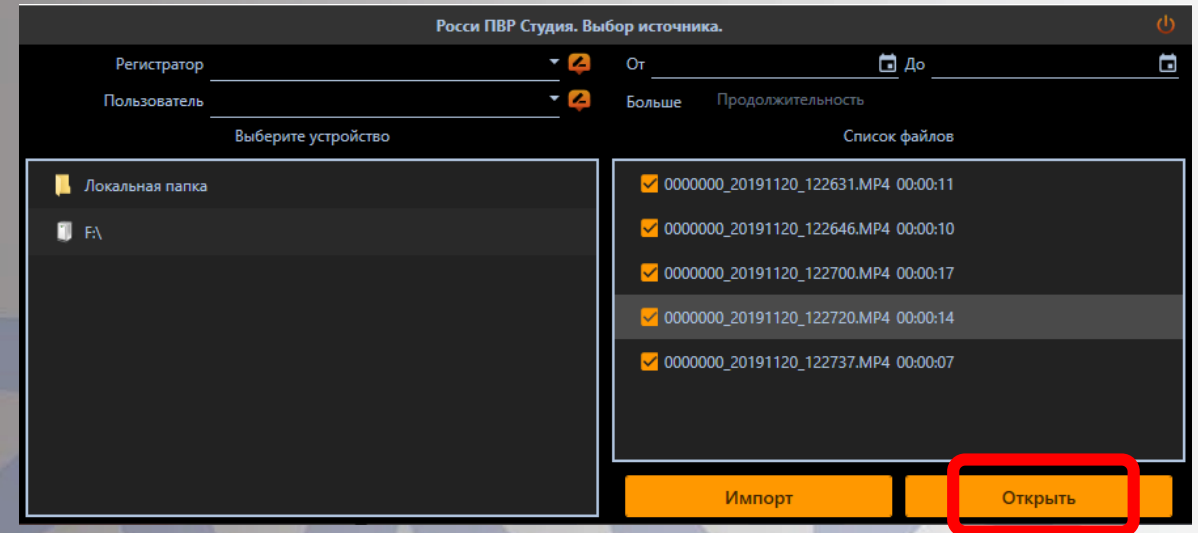 Росси ПВР Студия. Выбор источника.
Регистратор
От
До
Пользователь
Больше
Продолжительность
Выберите устройство
Список файлов
Локальная папка
F:\
0000000_20191120_122631.MP4 00:00:11
0000000_20191120_122646.MP4 00:00:10
0000000_20191120_122700.MP4 00:00:17
0000000_20191120_122720.MP4 00:00:14
0000000_20191120_122737.MP4 00:00:07
Импорт
Открыть